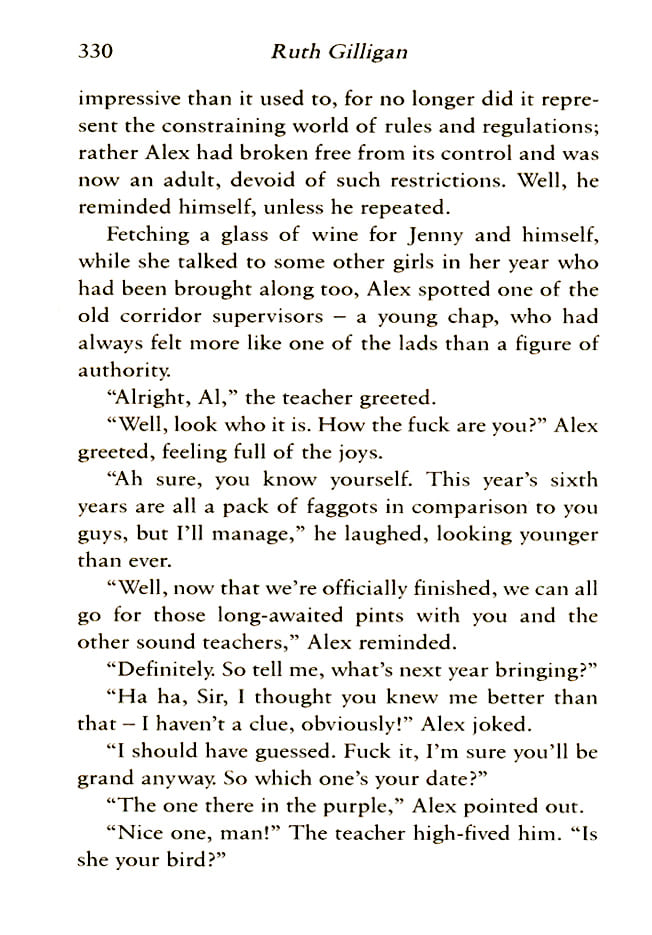 330 Ruth Gilligan
impressive than it used to, for no longer did it repre-
sent the constraining world of rules and regulations;
rather Alex had broken free from its control and was
now an adult, devoid of such restrictions. Well, he
reminded himself, unless he repeated.
Fetching a glass of wine for Jenny and himself,
while she talked to some other girls in her year who
had been brought along too, Alex spotted one of the
old corridor supervisors – a young chap, who had
always felt more like one of the lads than a figure of
authority.
“Alright, Al,” the teacher greeted.
“Well, look who it is. How the fuck are you?” Alex
greeted, feeling full of the joys.
“Ah sure, you know yourself. This year’s sixth
years are all a pack of faggots in comparison to you
guys, but I’ll manage,” he laughed, looking younger
than ever.
“Well, now that we’re officially finished, we can all
go for those long-awaited pints with you and the
other sound teachers,” Alex reminded.
“Definitely. So tell me, what’s next year bringing?”
“Ha ha, Sir, I thought you knew me better than
that – I haven’t a clue, obviously!” Alex joked.
“I should have guessed. Fuck it, I’m sure you’ll be
grand anyway. So which one’s your date?”
“The one there in the purple,” Alex pointed out.
“Nice one, man!” The teacher high-fived him. “Is
she your bird?”